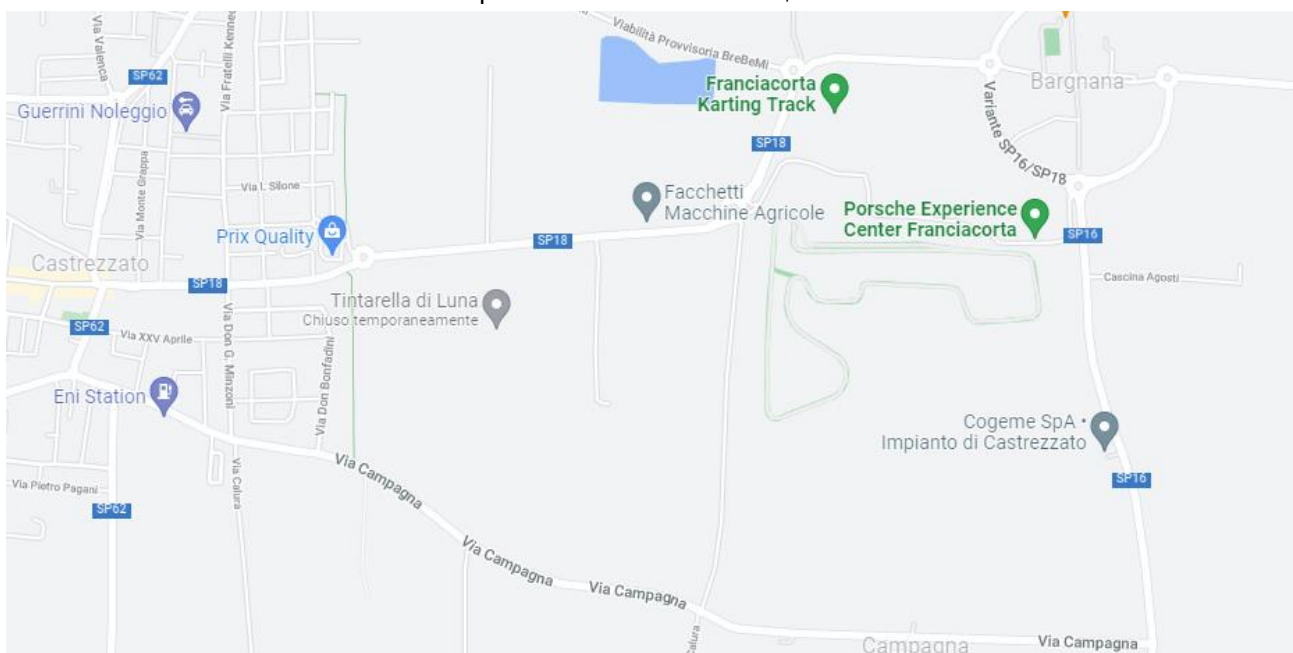 Via Valenca
SP62
Via Fratelli Kenne
Guerrini Noleggio
Via Monte Grappa
Via I. Silone
Prix Quality
Castrezzato
SP18
SP62
Via XXV Aprile
Via Don G. Minzoni
Via Don Bonfadini
Eni Station
Via Pietro Pagani
SP62
Via Calura
Tintarella di Luna
Chiuso temporaneamente
SP18
Viabilità Provvisoria BreBeMi
Franciacorta
Karting Track
SP18
Facchetti
Macchine Agricole
Bargnana
Variante SP16/SP18
Porsche Experience
Center Franciacorta
SP16
Cascina Agosti
Cogeme SpA •
Impianto di Castrezzato
SP16
Via Campagna
Via Campagna
Via Campagna
Calura
Campagna
Via Campagna